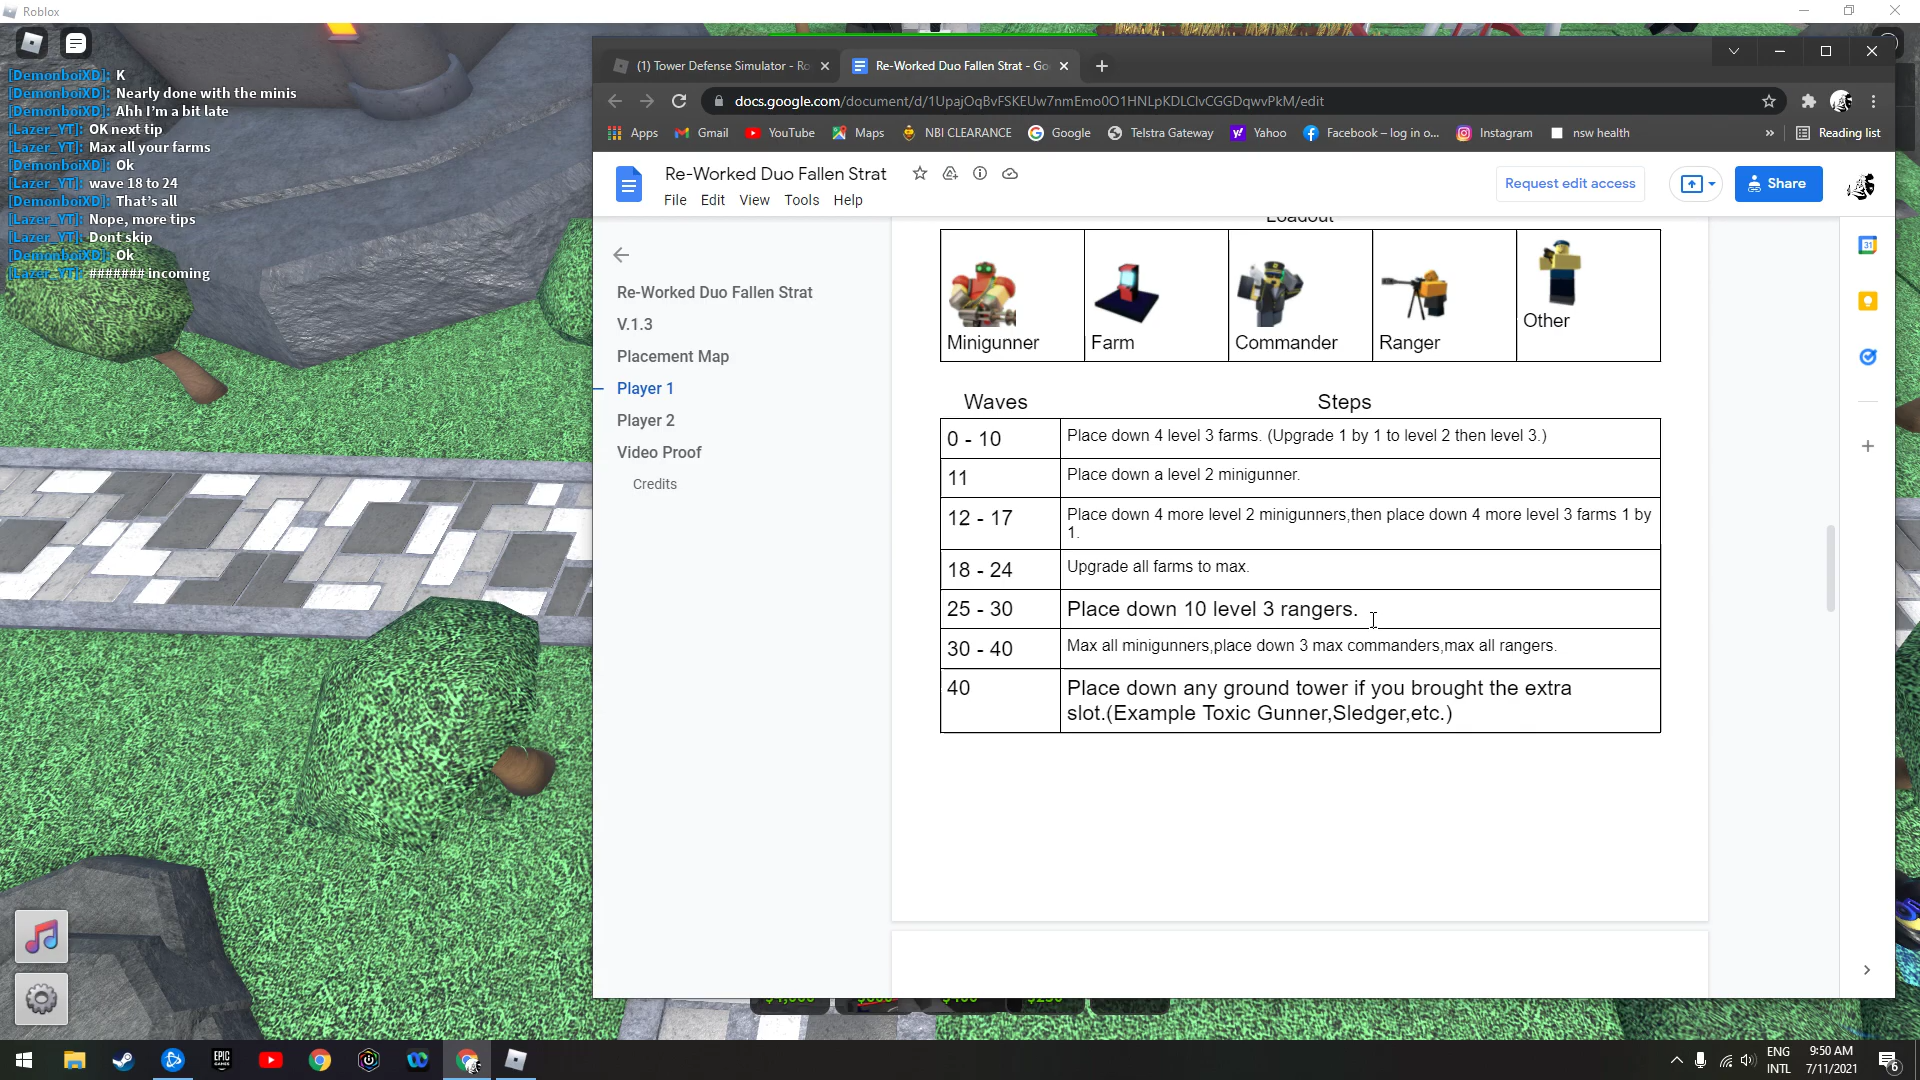 Roblox
[DemonboiXD]: K
[DemonboiXD]: Nearly done with the minis
[DemonboiXD]: Ahh I'm a bit late
[Lazer_YT]: OK next tip
[Lazer_YT]: Max all your farms
[DemonboiXD]: Ok
[Lazer_YT]: wave 18 to 24
[DemonboiXD]: That's all
[Lazer_YT]: Nope, more tips
[Lazer_YT]: Dont skip
[DemonboiXD]: Ok
[Lazer_YT]: ####### incoming
(1) Tower Defense Simulator - Ro
Re-Worked Duo Fallen Strat - Go
docs.google.com/document/d/1UpajOqBvFSKEUw7nmEmo0O1HNLpKDLClvCGGDqwvPkM/edit
Apps
Gmail
YouTube
Maps
NBI CLEARANCE
Google
Telstra Gateway
Yahoo
Facebook – log in o...
Instagram
nsw health
»
Reading list
Re-Worked Duo Fallen Strat
File Edit View Tools Help
Request edit access
Share
Re-Worked Duo Fallen Strat
V.1.3
Placement Map
Player 1
Player 2
Video Proof
Credits
Loadout
Minigunner
Farm
Commander
Ranger
Other
Waves
Steps
0 - 10
Place down 4 level 3 farms. (Upgrade 1 by 1 to level 2 then level 3.)
11
Place down a level 2 minigunner.
12 - 17
Place down 4 more level 2 minigunners,then place down 4 more level 3 farms 1 by
1.
18 - 24
Upgrade all farms to max.
25 - 30
Place down 10 level 3 rangers.
30 - 40
Max all minigunners,place down 3 max commanders,max all rangers.
40
Place down any ground tower if you brought the extra
slot.(Example Toxic Gunner,Sledger,etc.)
31
EPIC
GAMES
ENG
INTL
9:50 AM
7/11/2021
6